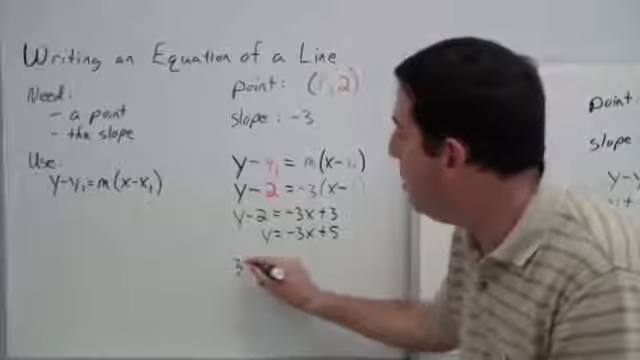 Writing an Equation of a Line
Need:
- a point
- the slope
Use:
y-y₁=m(x-x₁)
point: (1,2)
slope: -3
y-y₁=m(x-x₁)
y-2=-3(x-
y-2=-3x+3
y=-3x+5
3
point:
slope
y-y